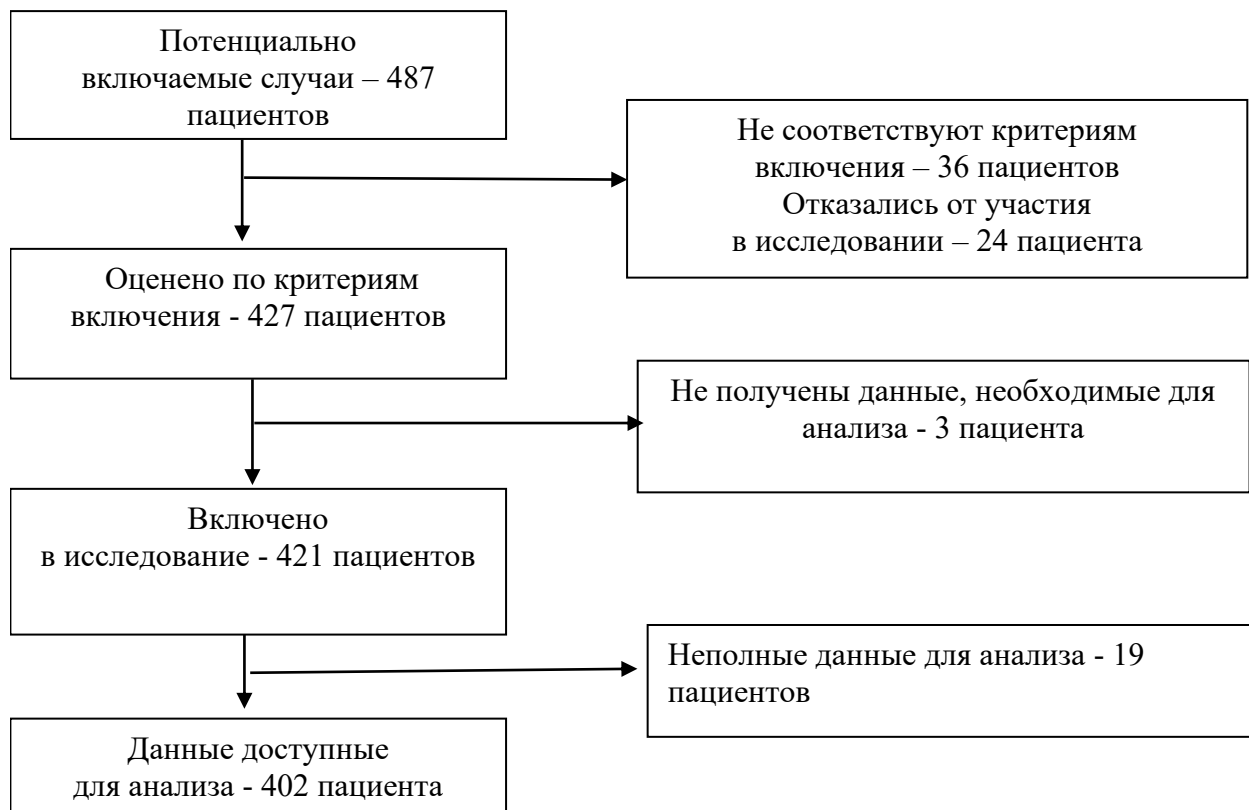 Потенциально
включаемые случаи – 487
пациентов
Не соответствуют критериям
включения – 36 пациентов
Отказались от участия
в исследовании – 24 пациента
Оценено по критериям
включения - 427 пациентов
Не получены данные, необходимые для
анализа - 3 пациента
Включено
в исследование - 421 пациентов
Неполные данные для анализа - 19
пациентов
Данные доступные
для анализа - 402 пациента